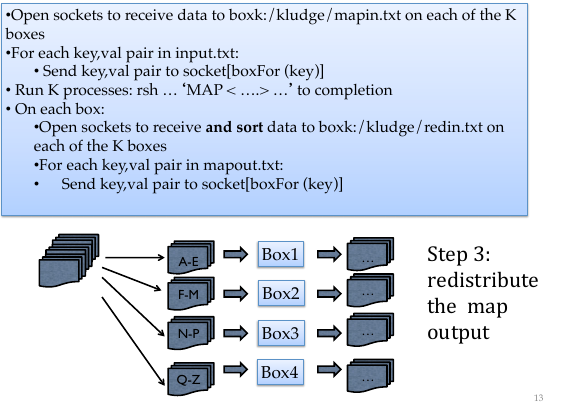 •Open sockets to receive data to boxk:/kludge/mapin.txt on each of the K
boxes
•For each key,val pair in input.txt:
• Send key,val pair to socket[boxFor (key)]
• Run K processes: rsh … ‘MAP < ….> …’ to completion
• On each box:
•Open sockets to receive and sort data to boxk:/kludge/redin.txt on
each of the K boxes
•For each key,val pair in mapout.txt:
• Send key,val pair to socket[boxFor (key)]
A-E
Box1
…
F-M
Box2
…
N-P
Box3
…
Q-Z
Box4
…
Step 3:
redistribute
the map
output
13